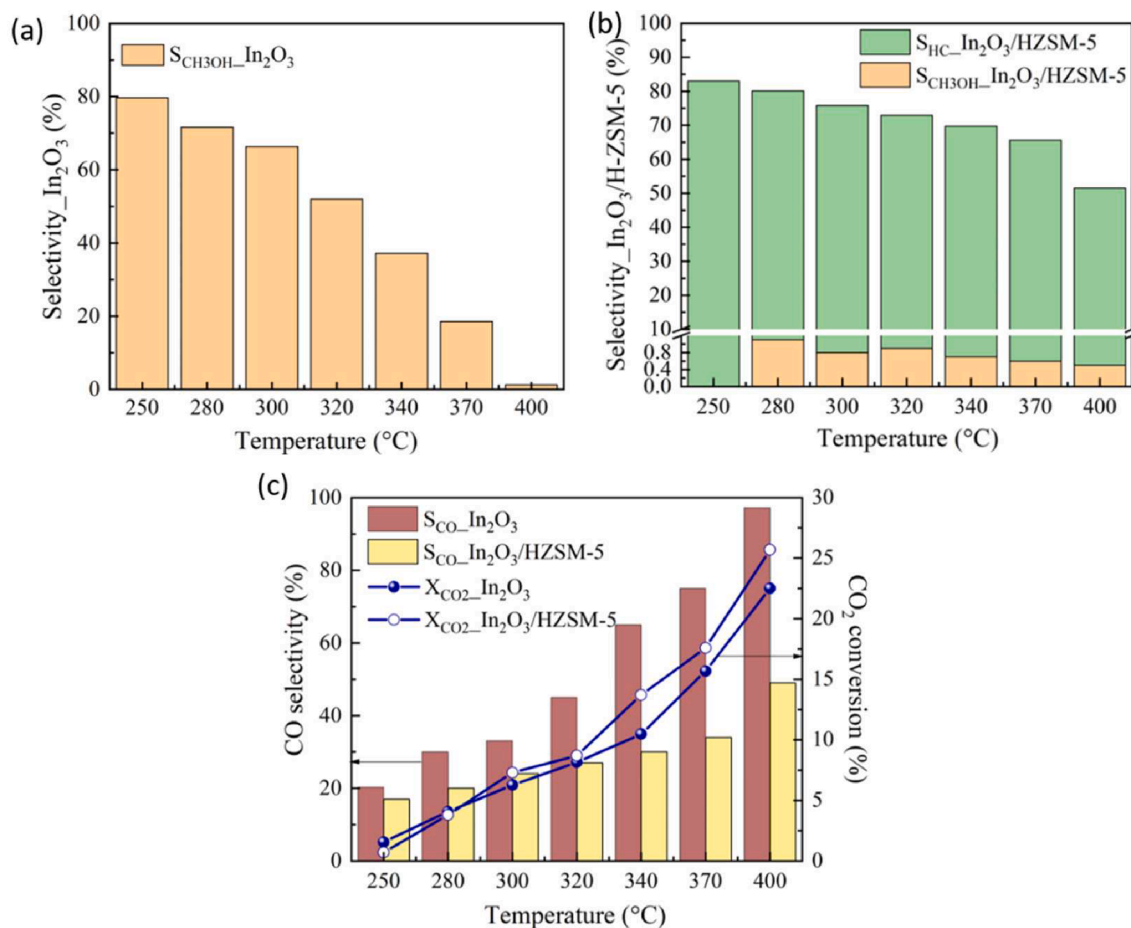 (a)
S_CH3OH_In₂O₃
Selectivity_In₂O₃ (%)
100
80
60
40
20
0
250 280 300 320 340 370 400
Temperature (°C)
(b)
S_HC_In₂O₃/HZSM-5
S_CH3OH_In₂O₃/HZSM-5
Selectivity_In₂O₃/H-ZSM-5 (%)
100
90
80
70
60
50
40
30
20
10
0.8
0.4
0.0
250 280 300 320 340 370 400
Temperature (°C)
(c)
S_CO_In₂O₃
S_CO_In₂O₃/HZSM-5
X_CO2_In₂O₃
X_CO2_In₂O₃/HZSM-5
CO selectivity (%)
100
80
60
40
20
0
CO₂ conversion (%)
30
25
20
15
10
5
0
250 280 300 320 340 370 400
Temperature (°C)